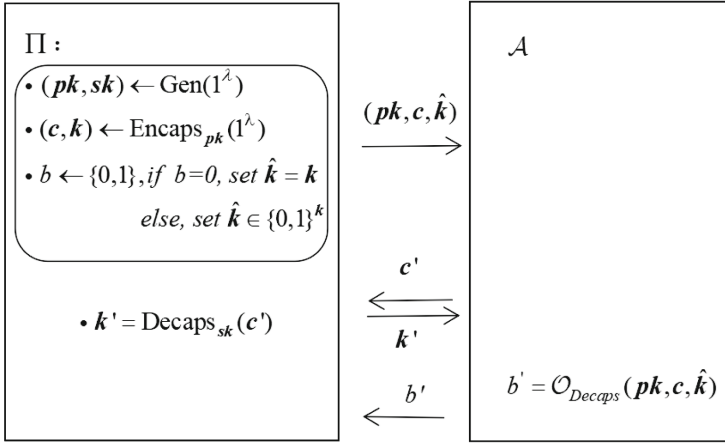 Π :
• (pk, sk) ← Gen(1^λ)
• (c, k) ← Encaps_pk(1^λ)
• b ← {0,1}, if b=0, set k̂ = k
else, set k̂ ∈ {0,1}^k
• k' = Decaps_sk(c')
(pk, c, k̂)
c'
k'
b'
𝒜
b' = 𝒪_Decaps(pk, c, k̂)